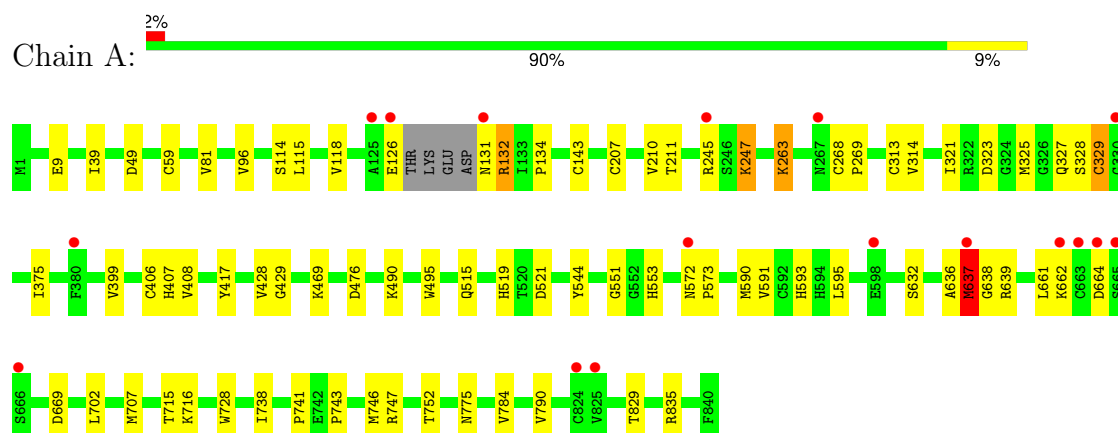 2%
Chain A:
90% 9%
M1 E9 I39 D49 C59 V81 V96 S114 L115 V118 A125 E126 THR LYS GLU ASP N131 R132 I133 P134 C143 C207 V210 T211 R245 S246 K247 K263 N267 C268 P269 C313 V314 I321 R322 D323 G324 M325 G326 Q327 S328 C329 G330
I375 F380 V399 C406 H407 V408 Y417 V428 G429 K469 D476 K490 W495 Q515 H519 T520 D521 Y544 G551 G552 H553 N572 P573 M590 V591 C592 H593 H594 L595 E598 S632 A636 M637 G638 R639 L661 K662 C663 D664 S665
S666 D669 L702 M707 T715 K716 W728 I738 P741 E742 P743 M746 R747 T752 N775 V784 V790 C824 V825 T829 R835 F840